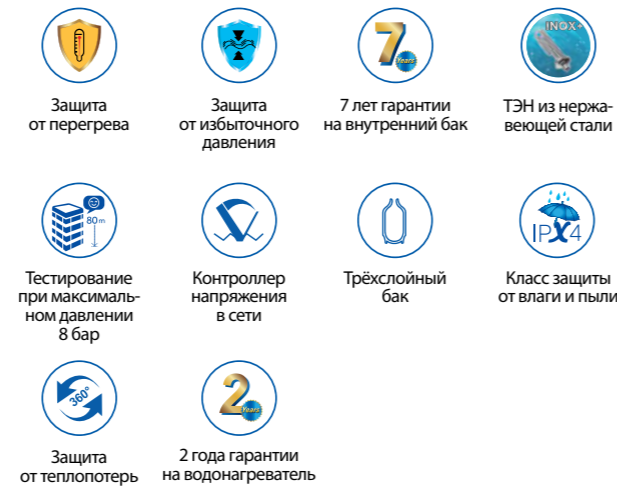 7
Years
INOX+
Защита
от перегрева
Защита
от избыточного
давления
7 лет гарантии
на внутренний бак
ТЭН из нержа-
веющей стали
80m
IPX4
Тестирование
при максималь-
ном давлении
8 бар
Контроллер
напряжения
в сети
Трёхслойный
бак
Класс защиты
от влаги и пыли
360°
2
Years
Защита
от теплопотерь
2 года гарантии
на водонагреватель